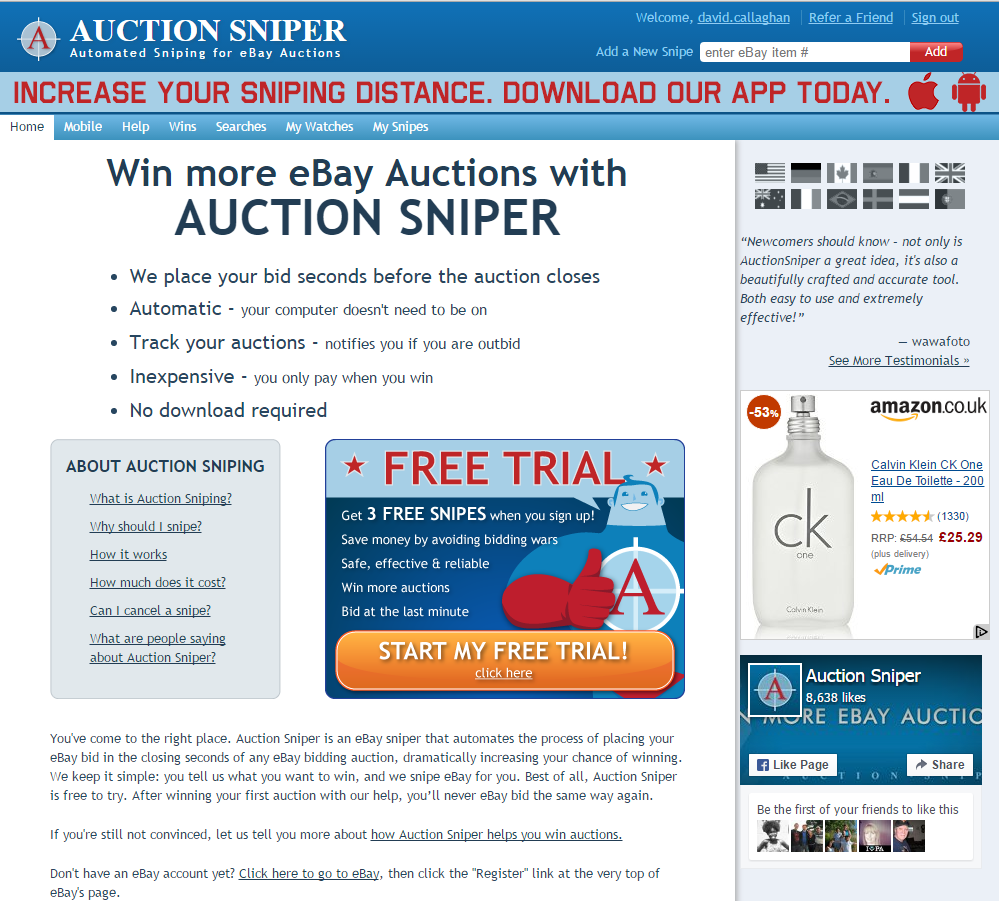 AUCTION SNIPER
Automated Sniping for eBay Auctions
Welcome, david.callaghan
Refer a Friend
Sign out
Add a New Snipe
enter eBay item #
Add
INCREASE YOUR SNIPING DISTANCE. DOWNLOAD OUR APP TODAY.
Home
Mobile
Help
Wins
Searches
My Watches
My Snipes
Win more eBay Auctions with
AUCTION SNIPER
• We place your bid seconds before the auction closes
• Automatic - your computer doesn't need to be on
• Track your auctions - notifies you if you are outbid
• Inexpensive - you only pay when you win
• No download required
ABOUT AUCTION SNIPING
What is Auction Sniping?
Why should I snipe?
How it works
How much does it cost?
Can I cancel a snipe?
What are people saying
about Auction Sniper?
FREE TRIAL
Get 3 FREE SNIPES when you sign up!
Save money by avoiding bidding wars
Safe, effective & reliable
Win more auctions
Bid at the last minute
A
START MY FREE TRIAL!
click here
You've come to the right place. Auction Sniper is an eBay sniper that automates the process of placing your
eBay bid in the closing seconds of any eBay bidding auction, dramatically increasing your chance of winning.
We keep it simple: you tell us what you want to win, and we snipe eBay for you. Best of all, Auction Sniper
is free to try. After winning your first auction with our help, you’ll never eBay bid the same way again.
If you're still not convinced, let us tell you more about how Auction Sniper helps you win auctions.
Don't have an eBay account yet? Click here to go to eBay, then click the "Register" link at the very top of
eBay's page.
“Newcomers should know – not only is
AuctionSniper a great idea, it's also a
beautifully crafted and accurate tool.
Both easy to use and extremely
effective!”
— wawafoto
See More Testimonials »
-53%
amazon.co.uk
Calvin Klein CK One
Eau De Toilette - 200
ml
(1330)
RRP: £54.54 £25.29
(plus delivery)
Prime
ck
one
Calvin Klein
A
Auction Sniper
8,638 likes
N MORE EBAY AUCTIO
Like Page
Share
A U C T I O N S N I P
Be the first of your friends to like this
I ♥ PA